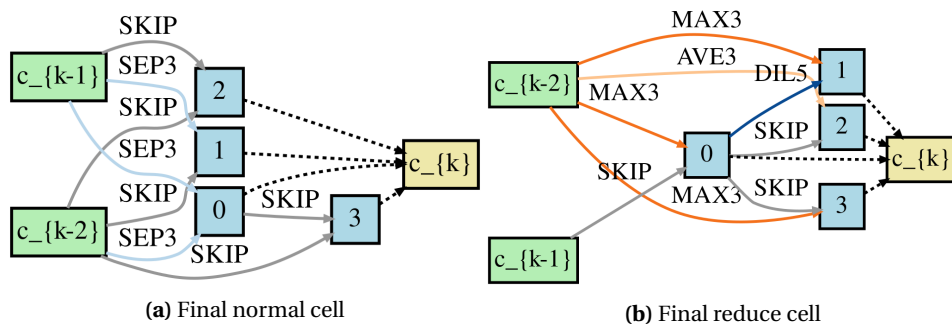 SKIP
c_{k-1}
SEP3
2
SKIP
SEP3
1
c_{k}
SKIP
0
SKIP
3
c_{k-2}
SEP3
SKIP
(a) Final normal cell
MAX3
AVE3
c_{k-2}
DIL5
1
MAX3
SKIP
2
0
c_{k}
SKIP
MAX3
SKIP
3
c_{k-1}
(b) Final reduce cell